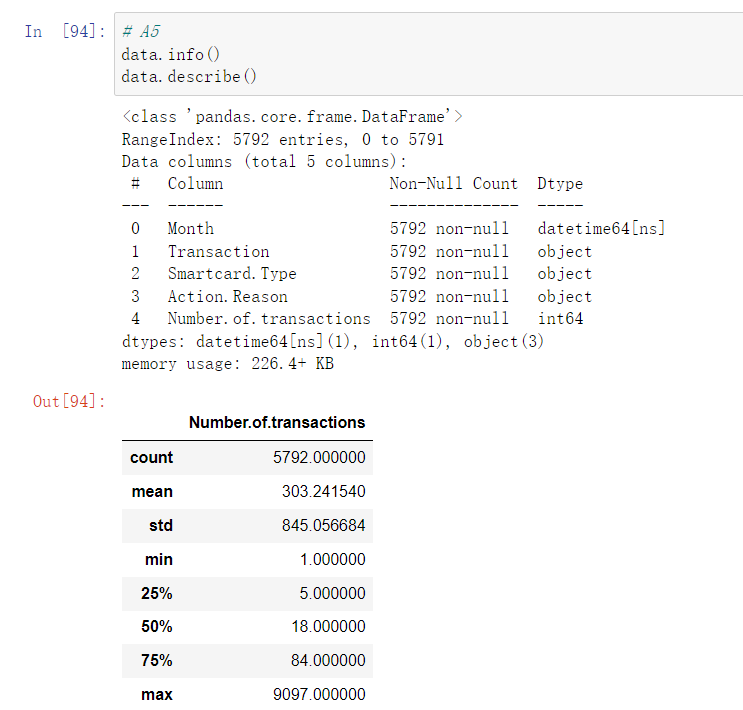 In [94]: # A5
data.info()
data.describe()
<class 'pandas.core.frame.DataFrame'>
RangeIndex: 5792 entries, 0 to 5791
Data columns (total 5 columns):
# Column Non-Null Count Dtype
--- ------ -------------- -----
0 Month 5792 non-null datetime64[ns]
1 Transaction 5792 non-null object
2 Smartcard.Type 5792 non-null object
3 Action.Reason 5792 non-null object
4 Number.of.transactions 5792 non-null int64
dtypes: datetime64[ns](1), int64(1), object(3)
memory usage: 226.4+ KB
Out[94]:
Number.of.transactions
count 5792.000000
mean 303.241540
std 845.056684
min 1.000000
25% 5.000000
50% 18.000000
75% 84.000000
max 9097.000000